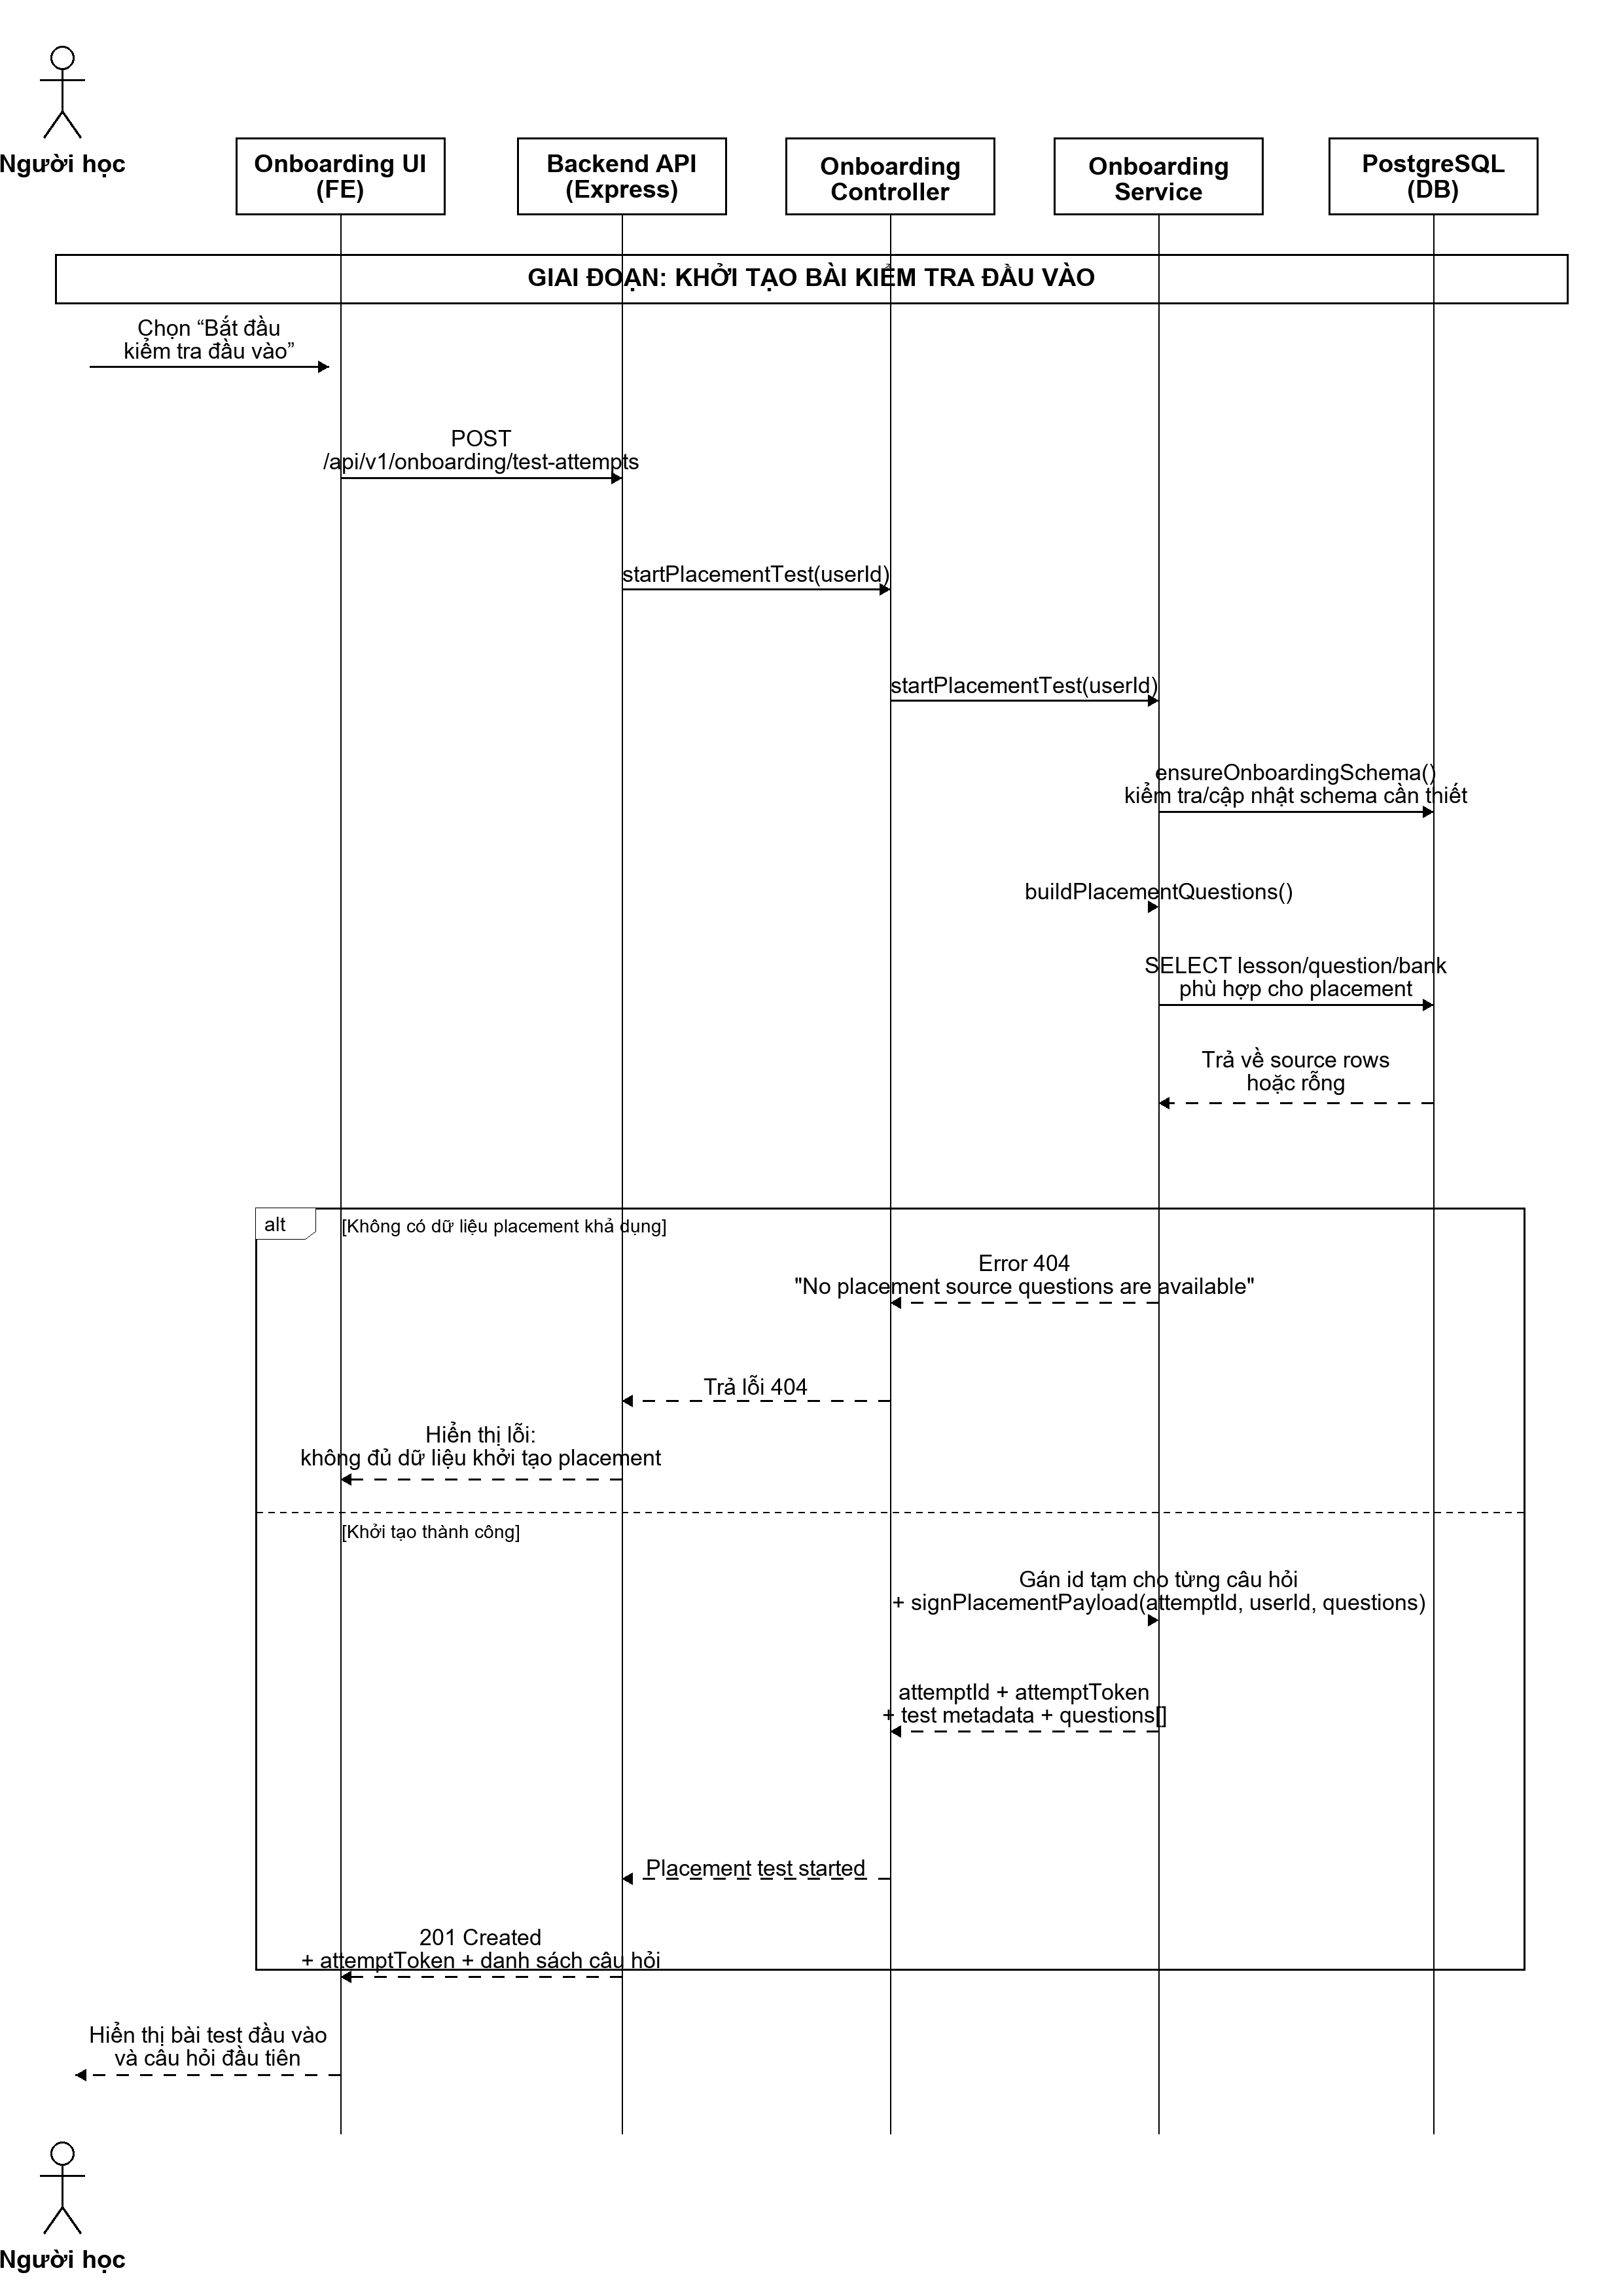 Người học
Onboarding UI
(FE)
Backend API
(Express)
Onboarding
Controller
Onboarding
Service
PostgreSQL
(DB)
GIAI ĐOẠN: KHỞI TẠO BÀI KIỂM TRA ĐẦU VÀO
Chọn “Bắt đầu
kiểm tra đầu vào”
POST
/api/v1/onboarding/test-attempts
startPlacementTest(userId)
startPlacementTest(userId)
ensureOnboardingSchema()
kiểm tra/cập nhật schema cần thiết
buildPlacementQuestions()
SELECT lesson/question/bank
phù hợp cho placement
Trả về source rows
hoặc rỗng
alt
[Không có dữ liệu placement khả dụng]
Error 404
"No placement source questions are available"
Trả lỗi 404
Hiển thị lỗi:
không đủ dữ liệu khởi tạo placement
[Khởi tạo thành công]
Gán id tạm cho từng câu hỏi
+ signPlacementPayload(attemptId, userId, questions)
attemptId + attemptToken
+ test metadata + questions[]
Placement test started
201 Created
+ attemptToken + danh sách câu hỏi
Hiển thị bài test đầu vào
và câu hỏi đầu tiên
Người học